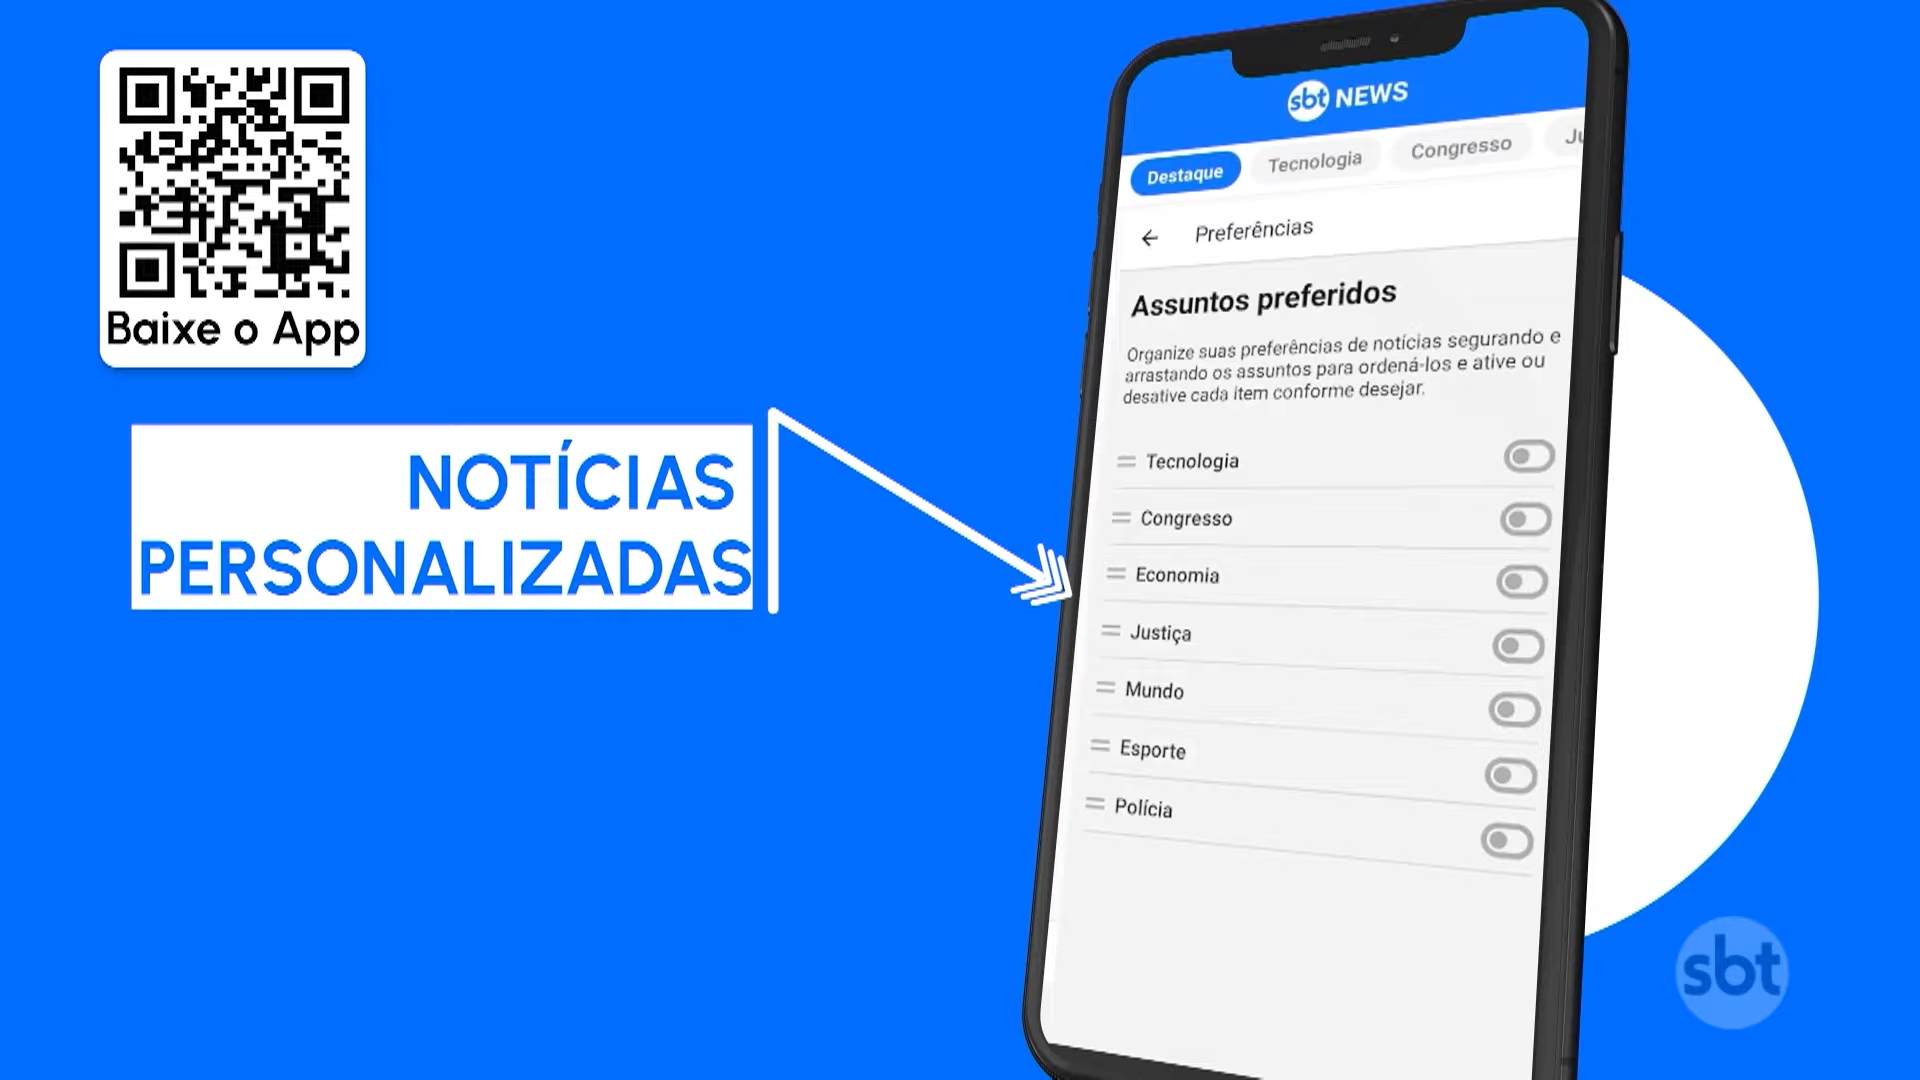 Baixe o App
NOTÍCIAS
PERSONALIZADAS
sbt NEWS
Destaque
Tecnologia
Congresso
Ju
Preferências
Assuntos preferidos
Organize suas preferências de notícias segurando e
arrastando os assuntos para ordená-los e ative ou
desative cada item conforme desejar.
Tecnologia
Congresso
Economia
Justiça
Mundo
Esporte
Polícia
sbt